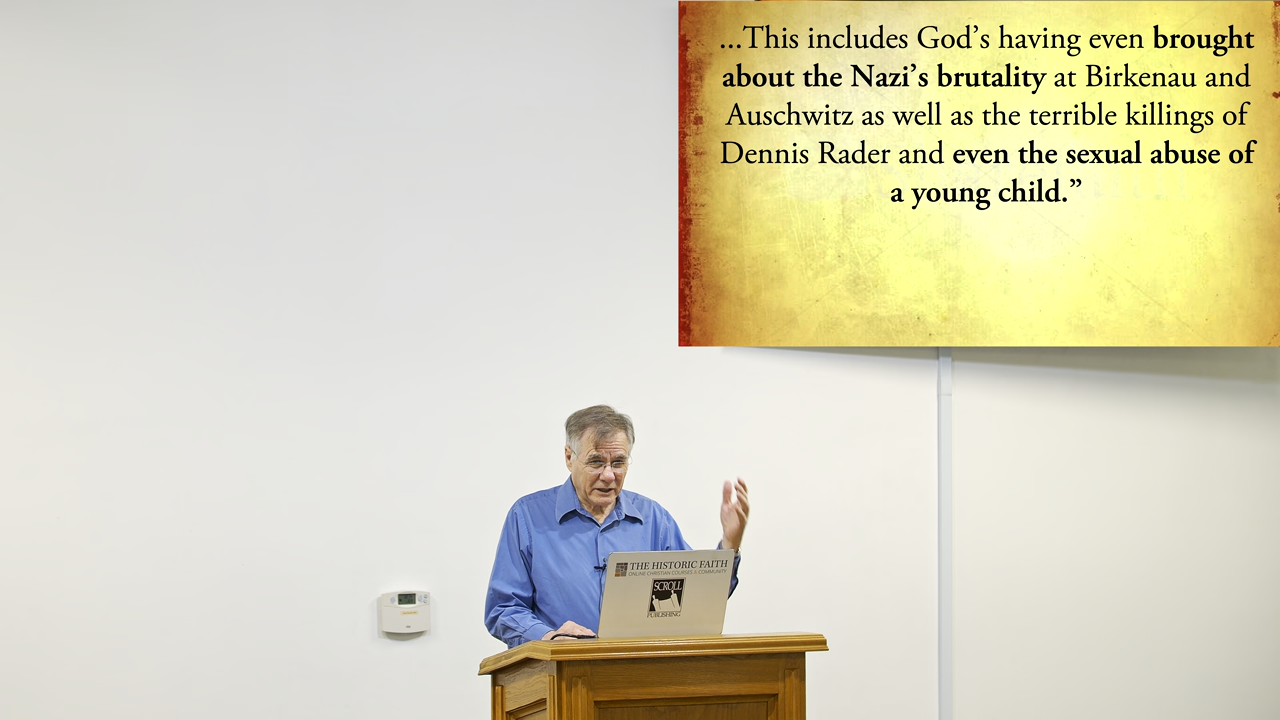 ...This includes God's having even brought
about the Nazi's brutality at Birkenau and
Auschwitz as well as the terrible killings of
Dennis Rader and even the sexual abuse of
a young child.”
THE HISTORIC FAITH
ONLINE CHRISTIAN COURSES & COMMUNITY
SCROLL
PUBLISHING